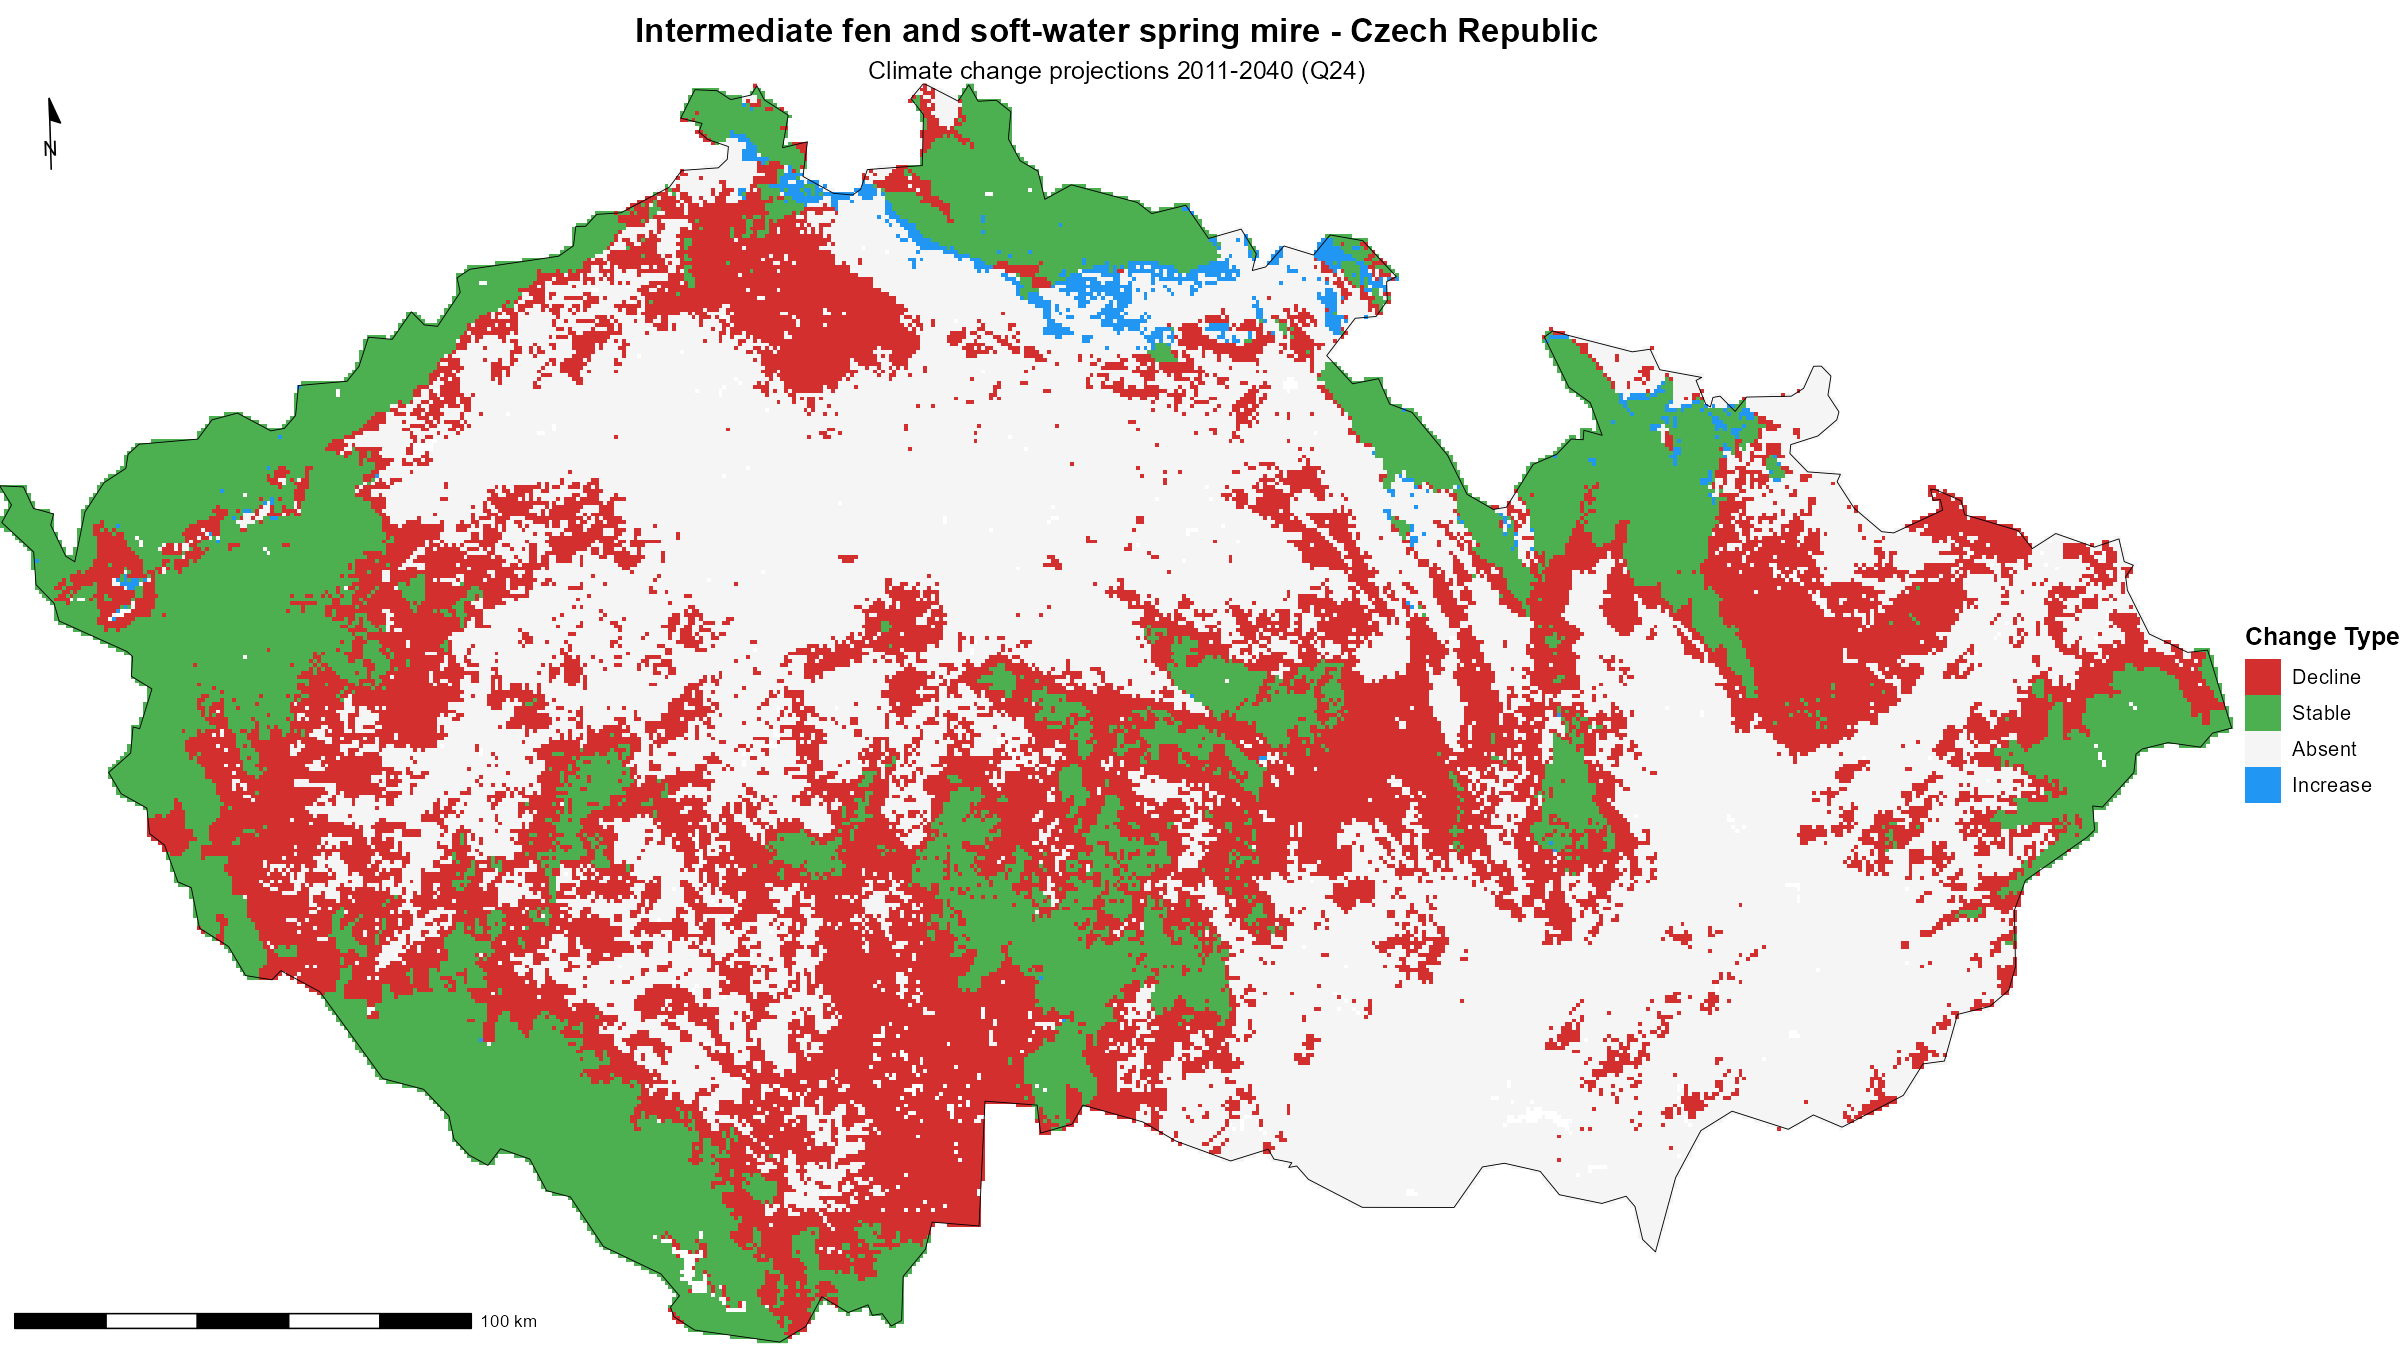 Intermediate fen and soft-water spring mire - Czech Republic
Climate change projections 2011-2040 (Q24)
N
Change Type
Decline
Stable
Absent
Increase
100 km